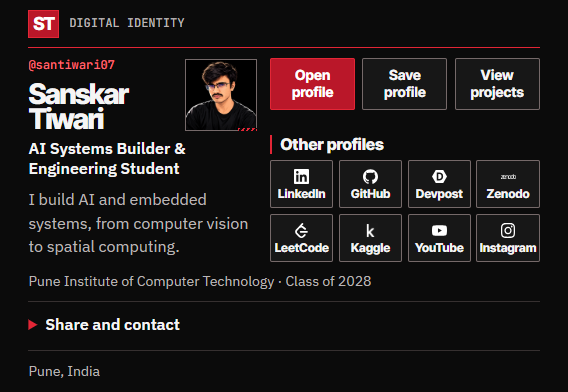 ST DIGITAL IDENTITY
@santiwari07
Sanskar
Tiwari
AI Systems Builder &
Engineering Student
I build AI and embedded
systems, from computer vision
to spatial computing.
Open
profile
Save
profile
View
projects
Other profiles
LinkedIn
GitHub
Devpost
zenodo
Zenodo
LeetCode
Kaggle
YouTube
Instagram
Pune Institute of Computer Technology · Class of 2028
Share and contact
Pune, India